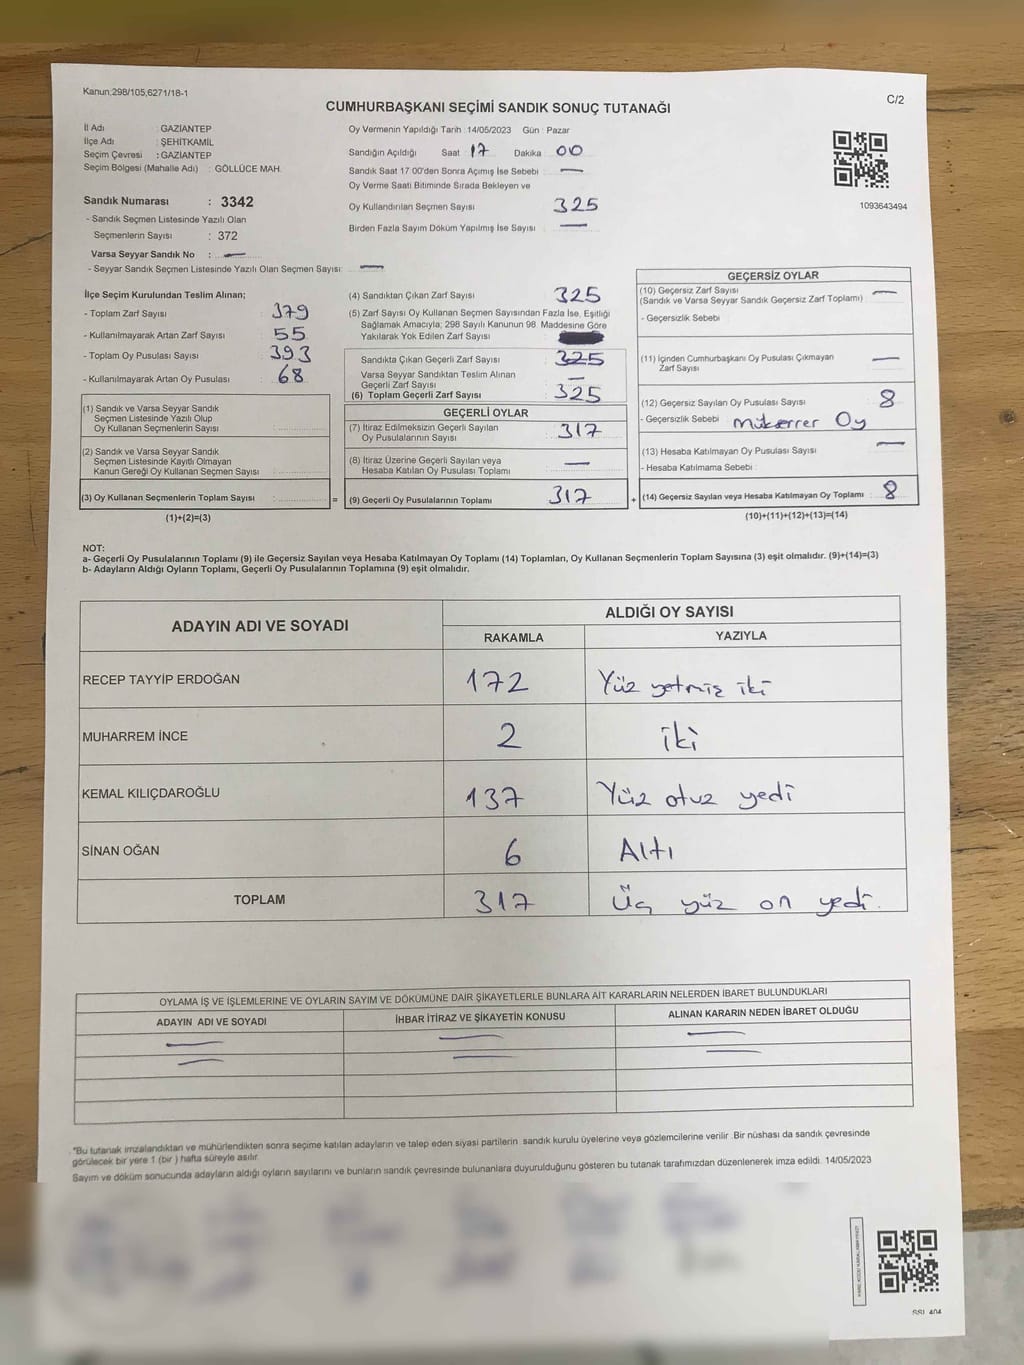 Kanun;298/105,6271/18-1
C/2
CUMHURBAŞKANI SEÇİMİ SANDIK SONUÇ TUTANAĞI
İl Adı : GAZİANTEP
İlçe Adı : ŞEHİTKAMİL
Seçim Çevresi : GAZİANTEP
Seçim Bölgesi (Mahalle Adı) : GÖLLÜCE MAH.
Sandık Numarası : 3342
- Sandık Seçmen Listesinde Yazılı Olan
Seçmenlerin Sayısı : 372
Varsa Seyyar Sandık No : —
- Seyyar Sandık Seçmen Listesinde Yazılı Olan Seçmen Sayısı: —
Oy Vermenin Yapıldığı Tarih : 14/05/2023 Gün : Pazar
Sandığın Açıldığı Saat 17 Dakika 00
Sandık Saat 17 00'den Sonra Açımış İse Sebebi —
Oy Verme Saati Bitiminde Sırada Bekleyen ve
Oy Kullandırılan Seçmen Sayısı 325
Birden Fazla Sayım Döküm Yapılmış İse Sayısı —
1093643494
İlçe Seçim Kurulundan Teslim Alınan;
- Toplam Zarf Sayısı : 379
- Kullanılmayarak Artan Zarf Sayısı : 55
- Toplam Oy Pusulası Sayısı : 393
- Kullanılmayarak Artan Oy Pusulası : 68
(1) Sandık ve Varsa Seyyar Sandık
Seçmen Listesinde Yazılı Olup
Oy Kullanan Seçmenlerin Sayısı :
(2) Sandık ve Varsa Seyyar Sandık
Seçmen Listesinde Kayıtlı Olmayan
Kanun Gereği Oy Kullanan Seçmen Sayısı :
(3) Oy Kullanan Seçmenlerin Toplam Sayısı :
=
(1)+(2)=(3)
(4) Sandıktan Çıkan Zarf Sayısı 325
(5) Zarf Sayısı Oy Kullanan Seçmen Sayısından Fazla İse, Eşitliği
Sağlamak Amacıyla; 298 Sayılı Kanunun 98. Maddesine Göre
Yakılarak Yok Edilen Zarf Sayısı
Sandıkta Çıkan Geçerli Zarf Sayısı : 325
Varsa Seyyar Sandıktan Teslim Alınan
Geçerli Zarf Sayısı : —
(6) Toplam Geçerli Zarf Sayısı : 325
GEÇERLİ OYLAR
(7) İtiraz Edilmeksizin Geçerli Sayılan
Oy Pusulalarının Sayısı : 317
(8) İtiraz Üzerine Geçerli Sayılan veya
Hesaba Katılan Oy Pusulası Toplamı : —
(9) Geçerli Oy Pusulalarının Toplamı : 317
+
GEÇERSİZ OYLAR
(10) Geçersiz Zarf Sayısı : —
(Sandık ve Varsa Seyyar Sandık Geçersiz Zarf Toplamı)
- Geçersizlik Sebebi :
(11) İçinden Cumhurbaşkanı Oy Pusulası Çıkmayan
Zarf Sayısı : —
(12) Geçersiz Sayılan Oy Pusulası Sayısı : 8
- Geçersizlik Sebebi : mükerrer Oy
(13) Hesaba Katılmayan Oy Pusulası Sayısı : —
- Hesaba Katılmama Sebebi :
(14) Geçersiz Sayılan veya Hesaba Katılmayan Oy Toplamı : 8
(10)+(11)+(12)+(13)=(14)
NOT:
a- Geçerli Oy Pusulalarının Toplamı (9) ile Geçersiz Sayılan veya Hesaba Katılmayan Oy Toplamı (14) Toplamları, Oy Kullanan Seçmenlerin Toplam Sayısına (3) eşit olmalıdır. (9)+(14)=(3)
b- Adayların Aldığı Oyların Toplamı, Geçerli Oy Pusulalarının Toplamına (9) eşit olmalıdır.
ADAYIN ADI VE SOYADI
ALDIĞI OY SAYISI
RAKAMLA YAZIYLA
RECEP TAYYİP ERDOĞAN 172 Yüz yetmiş iki
MUHARREM İNCE 2 iki
KEMAL KILIÇDAROĞLU 137 Yüz otuz yedi
SİNAN OĞAN 6 Altı
TOPLAM 317 Üç yüz on yedi.
OYLAMA İŞ VE İŞLEMLERİNE VE OYLARIN SAYIM VE DÖKÜMÜNE DAİR ŞİKAYETLERLE BUNLARA AİT KARARLARIN NELERDEN İBARET BULUNDUKLARI
ADAYIN ADI VE SOYADI İHBAR İTİRAZ VE ŞİKAYETİN KONUSU ALINAN KARARIN NEDEN İBARET OLDUĞU
— — —
— — —
*Bu tutanak imzalandıktan ve mühürlendikten sonra seçime katılan adayların ve talep eden siyasi partilerin sandık kurulu üyelerine veya gözlemcilerine verilir .Bir nüshası da sandık çevresinde
görülecek bir yere 1 (bir ) hafta süreyle asılır.
Sayım ve döküm sonucunda adayların aldığı oyların sayılarını ve bunların sandık çevresinde bulunanlara duyurulduğunu gösteren bu tutanak tarafımızdan düzenlenerek imza edildi. 14/05/2023